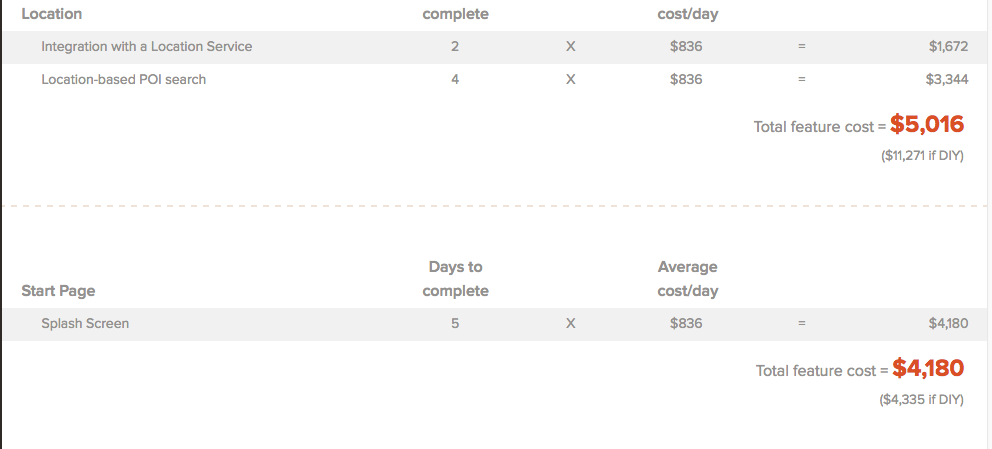 Location complete cost/day
Integration with a Location Service 2 X $836 = $1,672
Location-based POI search 4 X $836 = $3,344
Total feature cost = $5,016
($11,271 if DIY)
Days to Average
Start Page complete cost/day
Splash Screen 5 X $836 = $4,180
Total feature cost = $4,180
($4,335 if DIY)